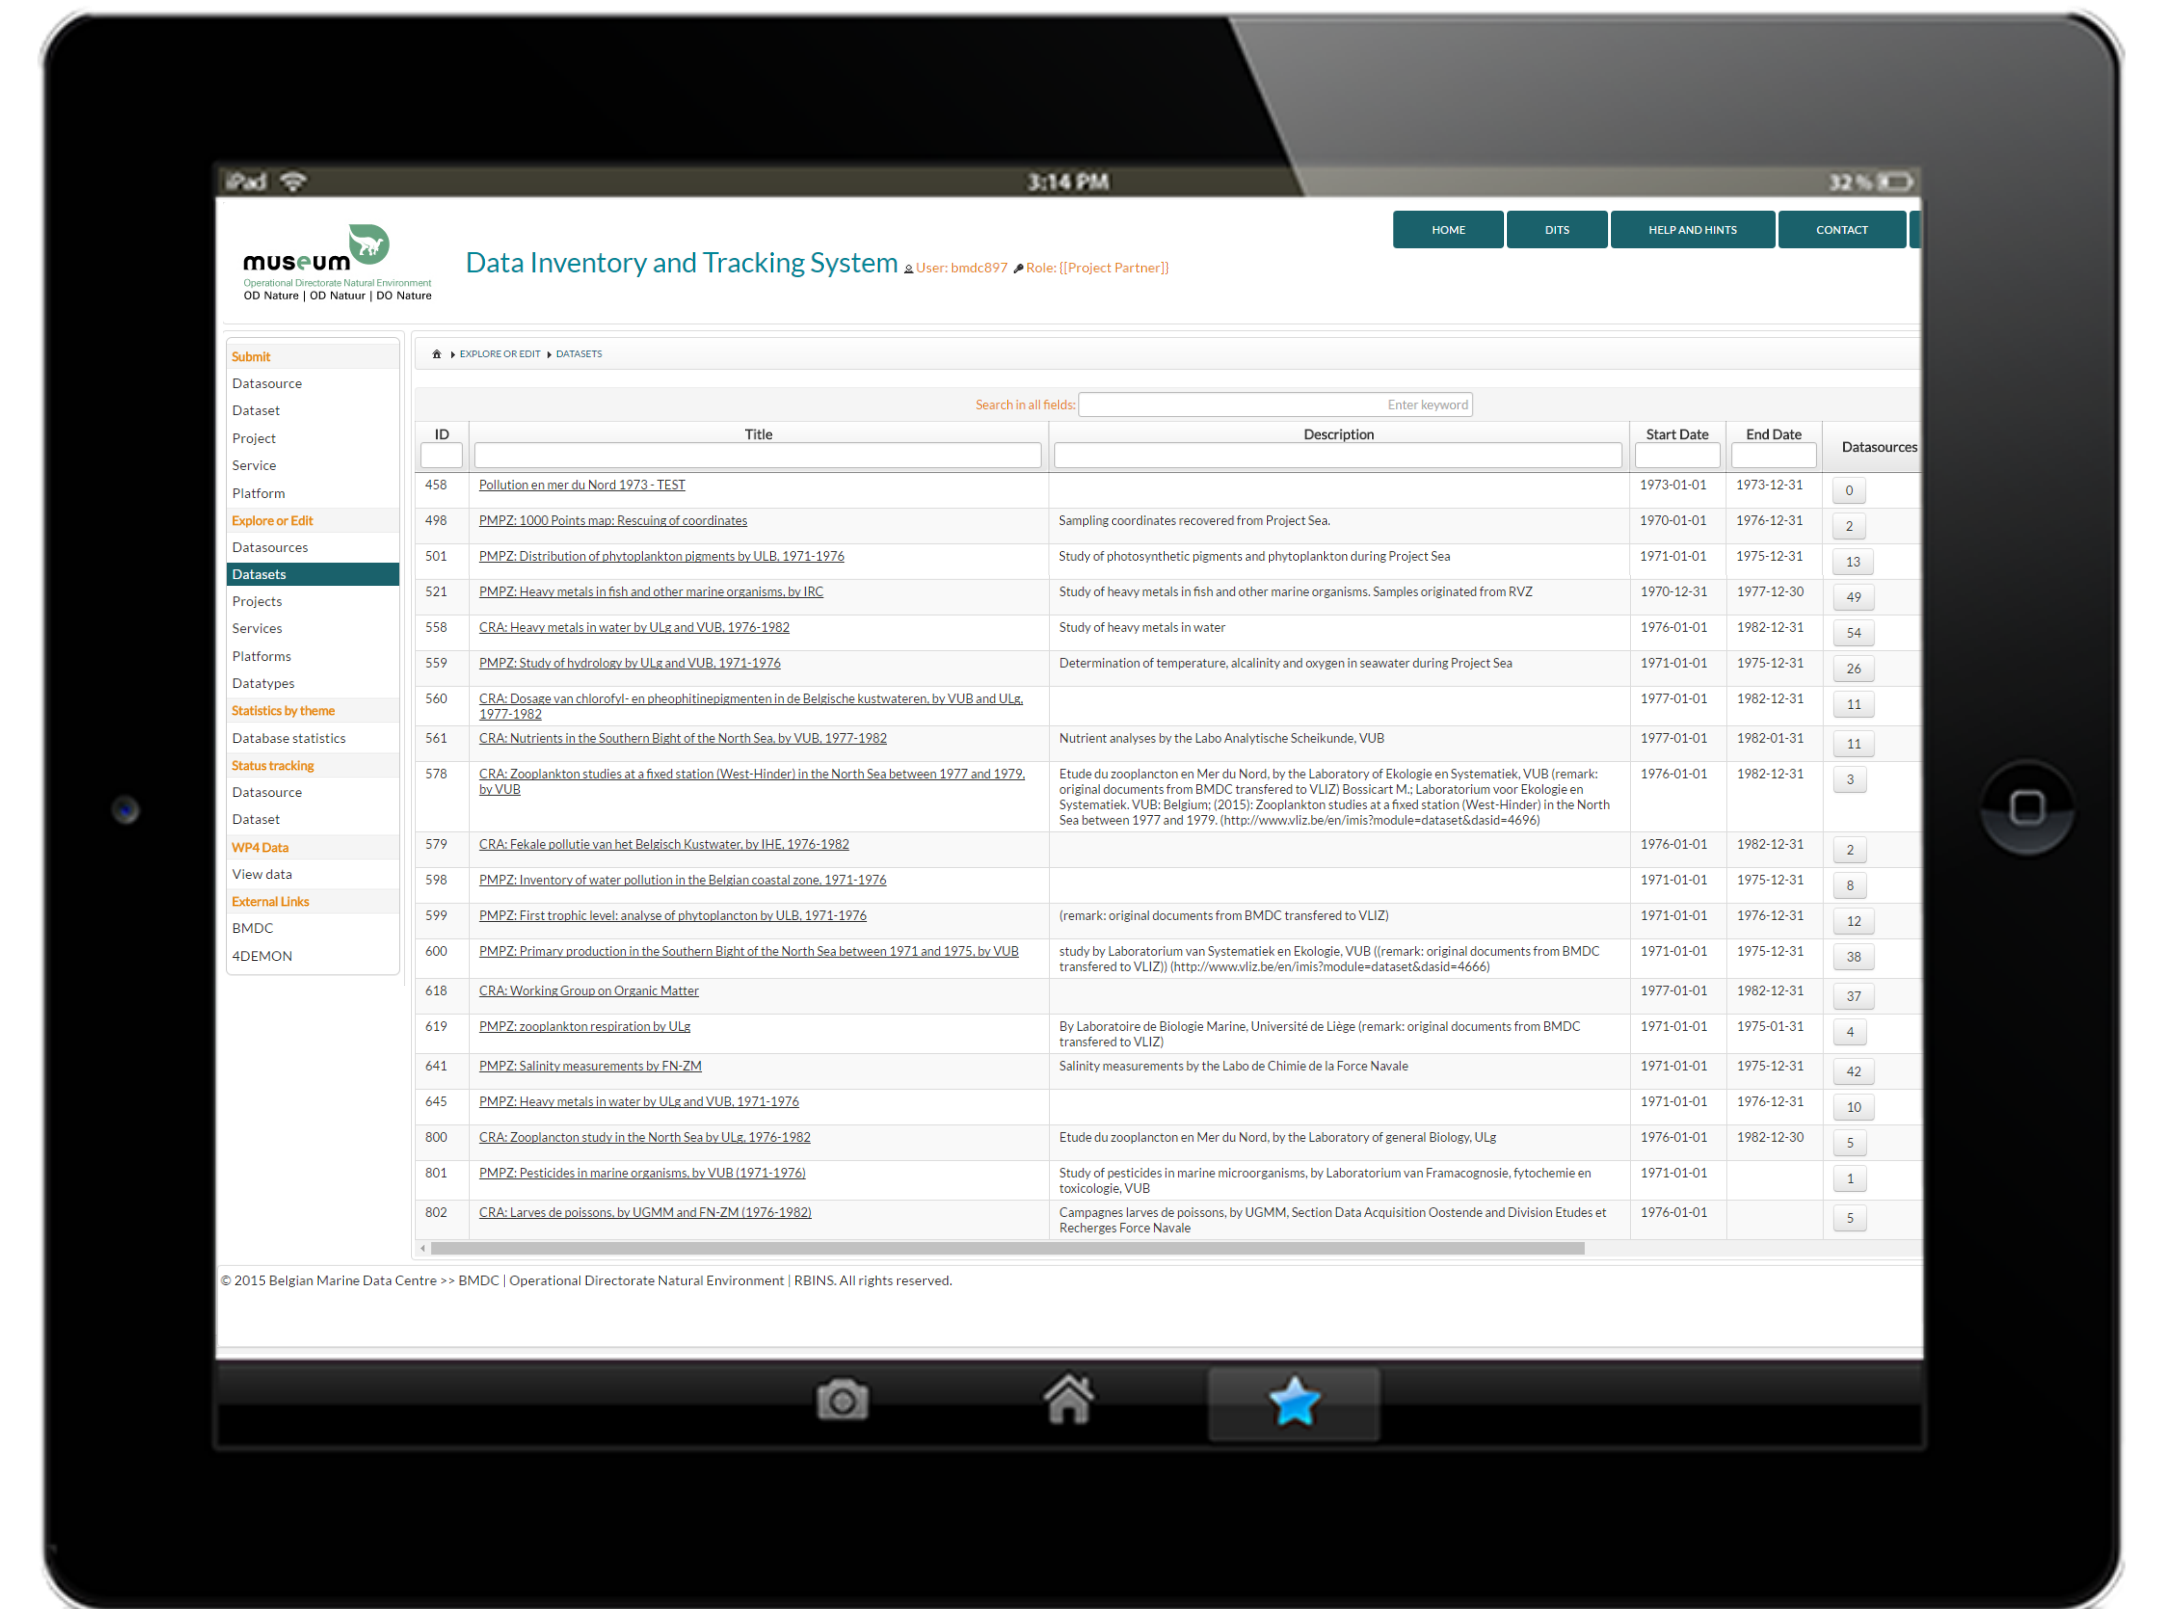 iPad
3:14 PM
32 %
museum
Operational Directorate Natural Environment
OD Nature | OD Natuur | DO Nature
Data Inventory and Tracking System User: bmdc897 Role: {[Project Partner]}
HOME DITS HELP AND HINTS CONTACT
Submit
Datasource
Dataset
Project
Service
Platform
Explore or Edit
Datasources
Datasets
Projects
Services
Platforms
Datatypes
Statistics by theme
Database statistics
Status tracking
Datasource
Dataset
WP4 Data
View data
External Links
BMDC
4DEMON
EXPLORE OR EDIT DATASETS
Search in all fields: Enter keyword
ID Title Description Start Date End Date Datasources
458 Pollution en mer du Nord 1973 - TEST 1973-01-01 1973-12-31 0
498 PMPZ: 1000 Points map: Rescuing of coordinates Sampling coordinates recovered from Project Sea. 1970-01-01 1976-12-31 2
501 PMPZ: Distribution of phytoplankton pigments by ULB, 1971-1976 Study of photosynthetic pigments and phytoplankton during Project Sea 1971-01-01 1975-12-31 13
521 PMPZ: Heavy metals in fish and other marine organisms, by IRC Study of heavy metals in fish and other marine organisms. Samples originated from RVZ 1970-12-31 1977-12-30 49
558 CRA: Heavy metals in water by ULg and VUB, 1976-1982 Study of heavy metals in water 1976-01-01 1982-12-31 54
559 PMPZ: Study of hydrology by ULg and VUB, 1971-1976 Determination of temperature, alcalinity and oxygen in seawater during Project Sea 1971-01-01 1975-12-31 26
560 CRA: Dosage van chlorofyl- en pheophitinepigmenten in de Belgische kustwateren, by VUB and ULg, 1977-01-01 1982-12-31 11
1977-1982
561 CRA: Nutrients in the Southern Bight of the North Sea, by VUB, 1977-1982 Nutrient analyses by the Labo Analytische Scheikunde, VUB 1977-01-01 1982-01-31 11
578 CRA: Zooplankton studies at a fixed station (West-Hinder) in the North Sea between 1977 and 1979, Etude du zooplancton en Mer du Nord, by the Laboratory of Ekologie en Systematiek, VUB (remark: 1976-01-01 1982-12-31 3
by VUB original documents from BMDC transfered to VLIZ) Bossicart M.; Laboratorium voor Ekologie en
Systematiek. VUB: Belgium; (2015): Zooplankton studies at a fixed station (West-Hinder) in the North
Sea between 1977 and 1979. (http://www.vliz.be/en/imis?module=dataset&dasid=4696)
579 CRA: Fekale pollutie van het Belgisch Kustwater, by IHE, 1976-1982 1976-01-01 1982-12-31 2
598 PMPZ: Inventory of water pollution in the Belgian coastal zone, 1971-1976 1971-01-01 1975-12-31 8
599 PMPZ: First trophic level: analyse of phytoplancton by ULB, 1971-1976 (remark: original documents from BMDC transfered to VLIZ) 1971-01-01 1976-12-31 12
600 PMPZ: Primary production in the Southern Bight of the North Sea between 1971 and 1975, by VUB study by Laboratorium van Systematiek en Ekologie, VUB ((remark: original documents from BMDC 1971-01-01 1975-12-31 38
transfered to VLIZ)) (http://www.vliz.be/en/imis?module=dataset&dasid=4666)
618 CRA: Working Group on Organic Matter 1977-01-01 1982-12-31 37
619 PMPZ: zooplankton respiration by ULg By Laboratoire de Biologie Marine, Université de Liège (remark: original documents from BMDC 1971-01-01 1975-01-31 4
transfered to VLIZ)
641 PMPZ: Salinity measurements by FN-ZM Salinity measurements by the Labo de Chimie de la Force Navale 1971-01-01 1975-12-31 42
645 PMPZ: Heavy metals in water by ULg and VUB, 1971-1976 1971-01-01 1976-12-31 10
800 CRA: Zooplancton study in the North Sea by ULg, 1976-1982 Etude du zooplancton en Mer du Nord, by the Laboratory of general Biology, ULg 1976-01-01 1982-12-30 5
801 PMPZ: Pesticides in marine organisms, by VUB (1971-1976) Study of pesticides in marine microorganisms, by Laboratorium van Framacognosie, fytochemie en 1971-01-01 1
toxicologie, VUB
802 CRA: Larves de poissons, by UGMM and FN-ZM (1976-1982) Campagnes larves de poissons, by UGMM, Section Data Acquisition Oostende and Division Etudes et 1976-01-01 5
Recherges Force Navale
© 2015 Belgian Marine Data Centre >> BMDC | Operational Directorate Natural Environment | RBINS. All rights reserved.